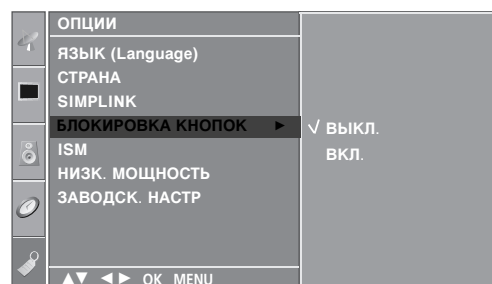 ОПЦИИ
ЯЗЫК (Language)
СТРАНА
SIMPLINK
БЛОКИРОВКА КНОПОК ►
√ ВЫКЛ.
ВКЛ.
ISM
НИЗК. МОЩНОСТЬ
ЗАВОДСК. НАСТР
▲▼ ◄► OK MENU